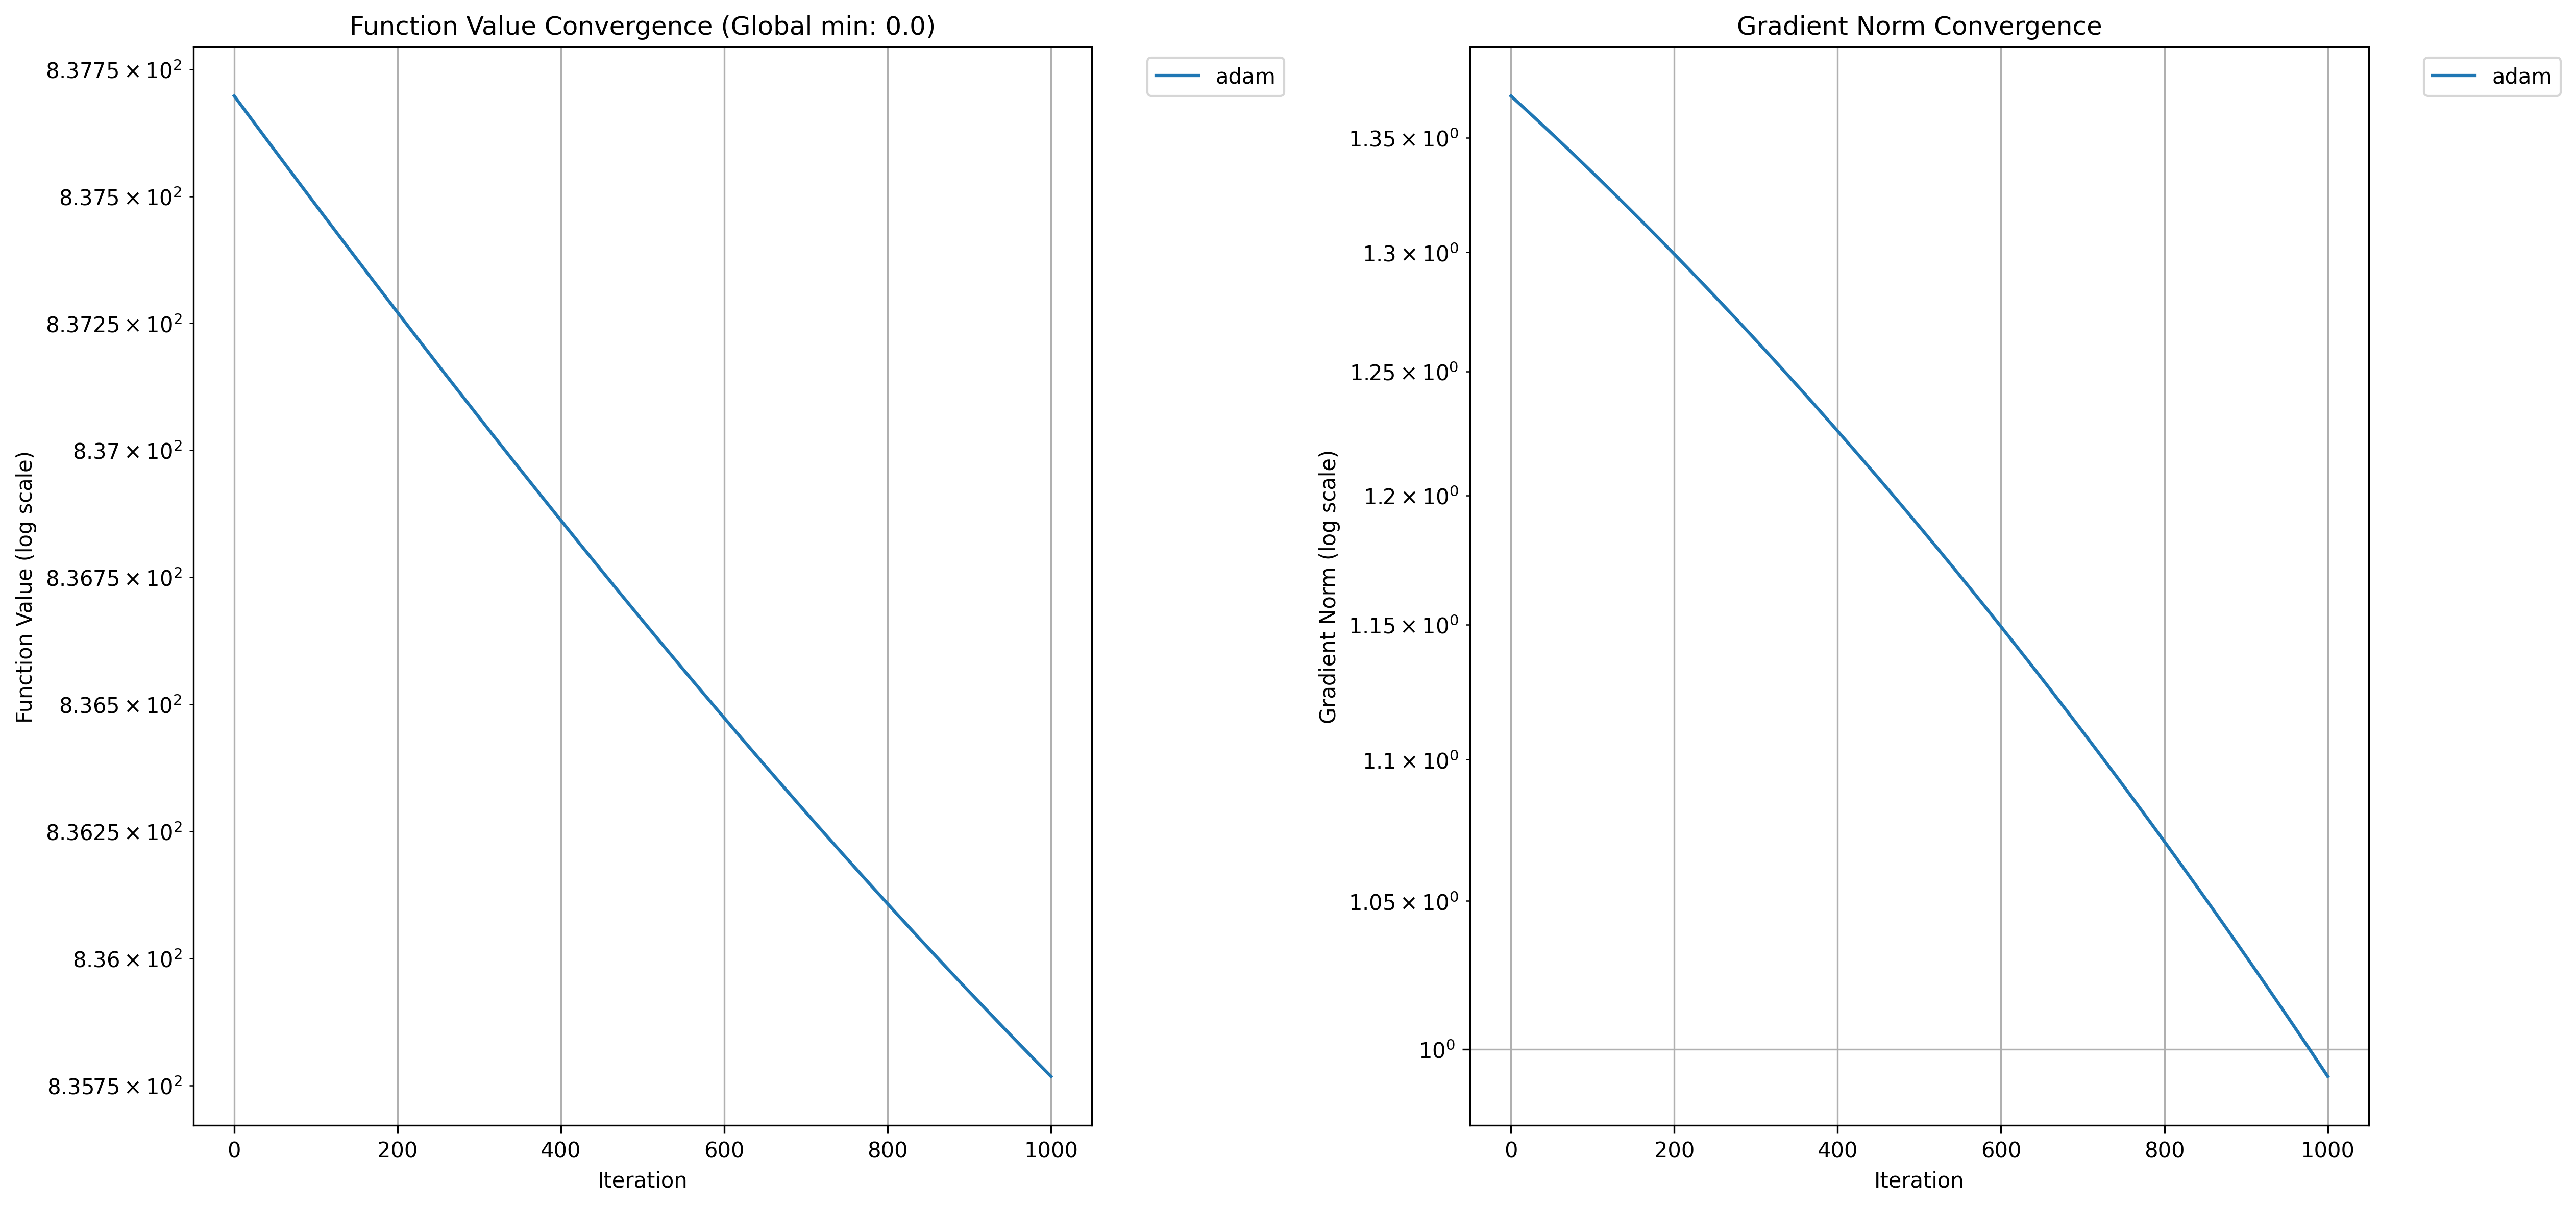 Function Value Convergence (Global min: 0.0)
8.3775 × 10²
8.375 × 10²
8.3725 × 10²
8.37 × 10²
8.3675 × 10²
8.365 × 10²
8.3625 × 10²
8.36 × 10²
8.3575 × 10²
Function Value (log scale)
0 200 400 600 800 1000
Iteration
adam
Gradient Norm Convergence
1.35 × 10⁰
1.3 × 10⁰
1.25 × 10⁰
1.2 × 10⁰
1.15 × 10⁰
1.1 × 10⁰
1.05 × 10⁰
10⁰
Gradient Norm (log scale)
0 200 400 600 800 1000
Iteration
adam